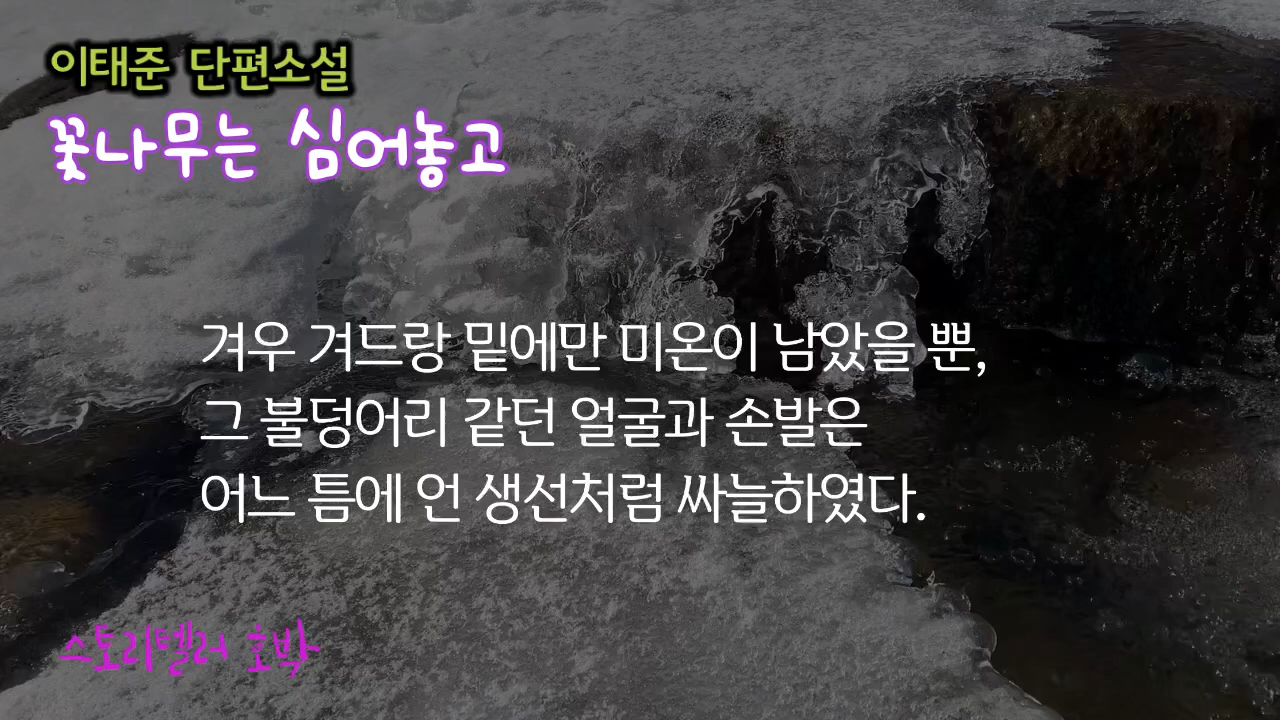 이태준 단편소설
꽃나무는 심어놓고
겨우 겨드랑 밑에만 미온이 남았을 뿐,
그 불덩어리 같던 얼굴과 손발은
어느 틈에 언 생선처럼 싸늘하였다.
스토리텔러 호박